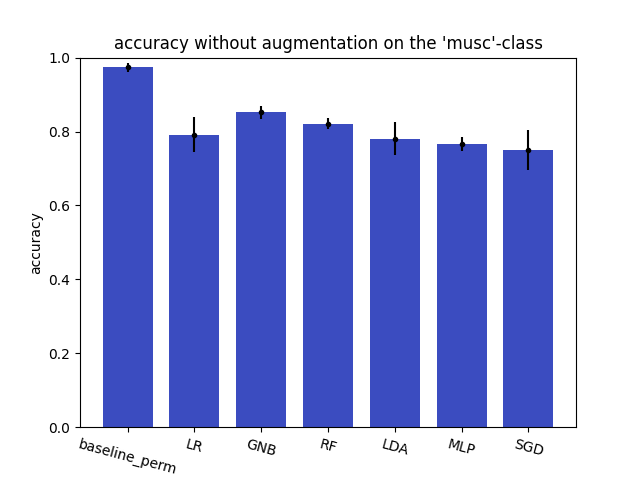 accuracy without augmentation on the 'musc'-class
1.0
0.8
0.6
0.4
0.2
0.0
accuracy
baseline_perm
LR
GNB
RF
LDA
MLP
SGD